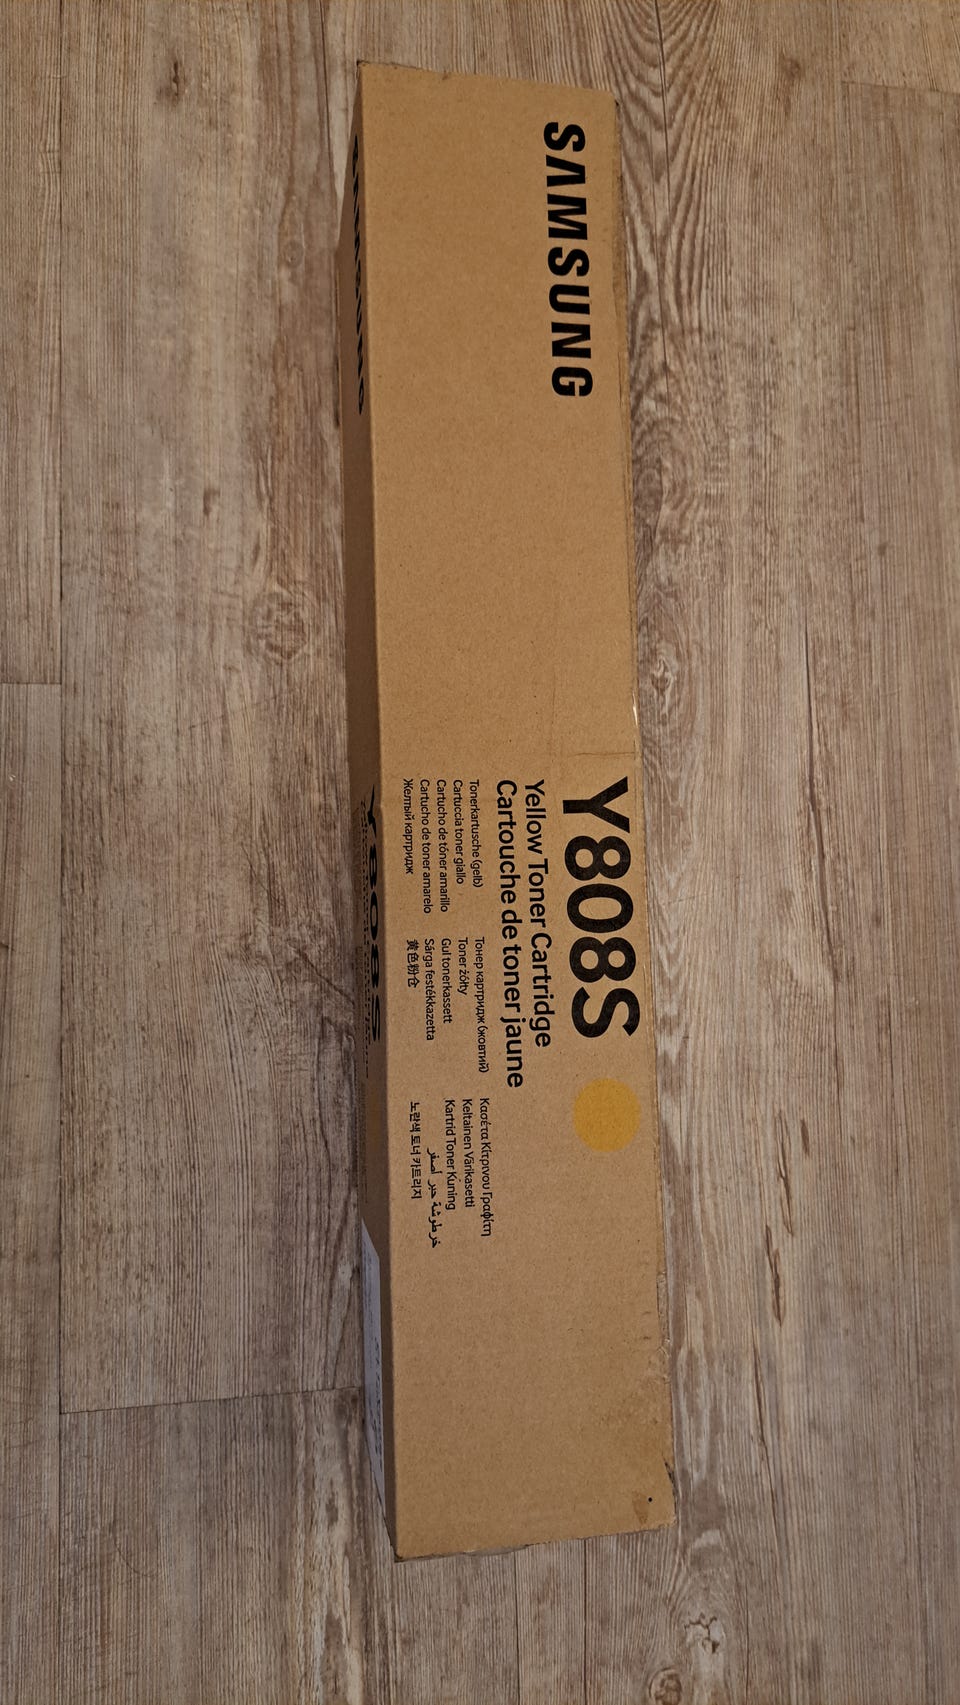 SAMSUNG
Y808S
Yellow Toner Cartridge
Cartouche de toner jaune
Tonerkartusche (gelb)
Cartuccia toner giallo
Cartucho de tóner amarillo
Cartucho de toner amarelo
Желтый картридж
Тонер картридж (жовтий)
Toner żółty
Gul tonerkassett
Sárga festékkazetta
黄色粉仓
Κασέτα Κίτρινου Γραφίτη
Keltainen Värikasetti
Kartrid Toner Kuning
خرطوشة حبر أصفر
노란색 토너 카트리지
SAMSUNG
Y808S